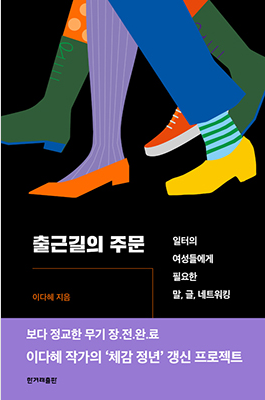 출근길의 주문
일터의
여성들에게
필요한
말, 글, 네트워킹
이다혜 지음
보다 정교한 무기 장.전.완.료
이다혜 작가의 ‘체감 정년’ 갱신 프로젝트
한겨레출판